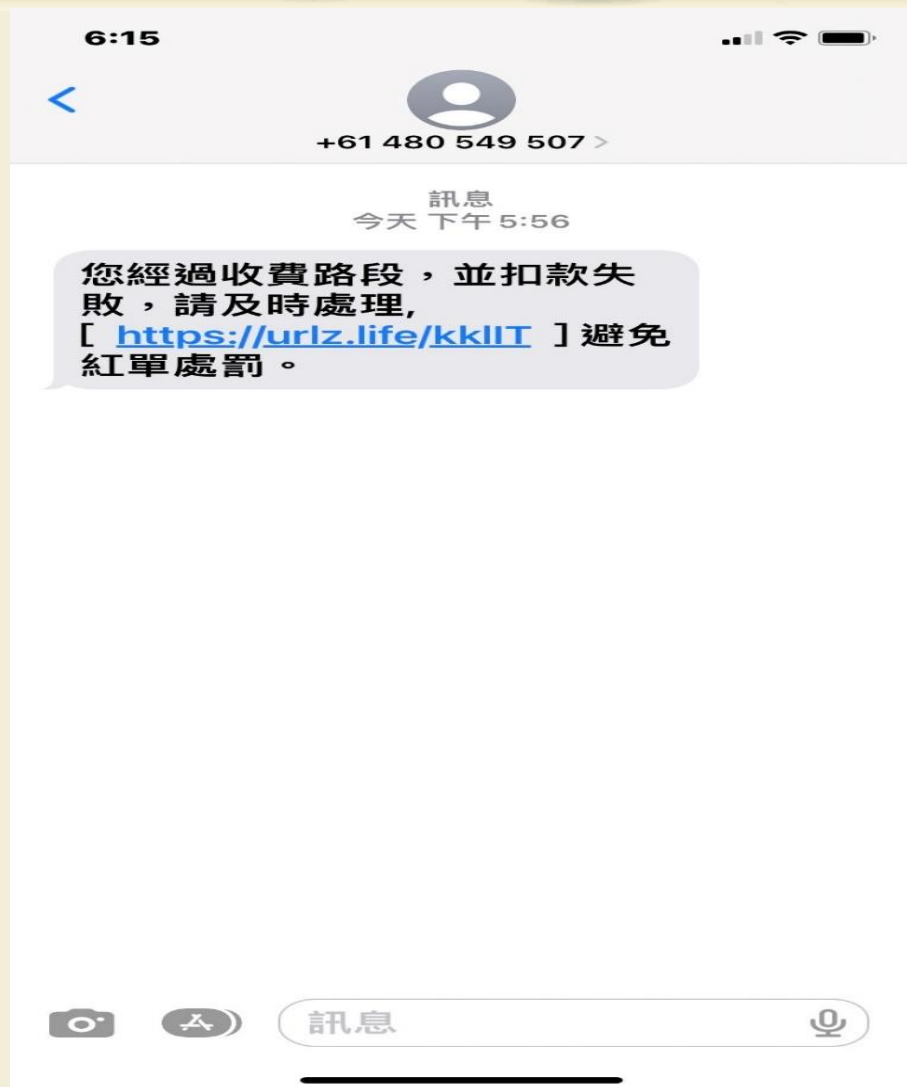 6:15
+61 480 549 507 >
訊息
今天 下午 5:56
您經過收費路段，並扣款失
敗，請及時處理,
[ https://urlz.life/kklIT ] 避免
紅單處罰。
訊息